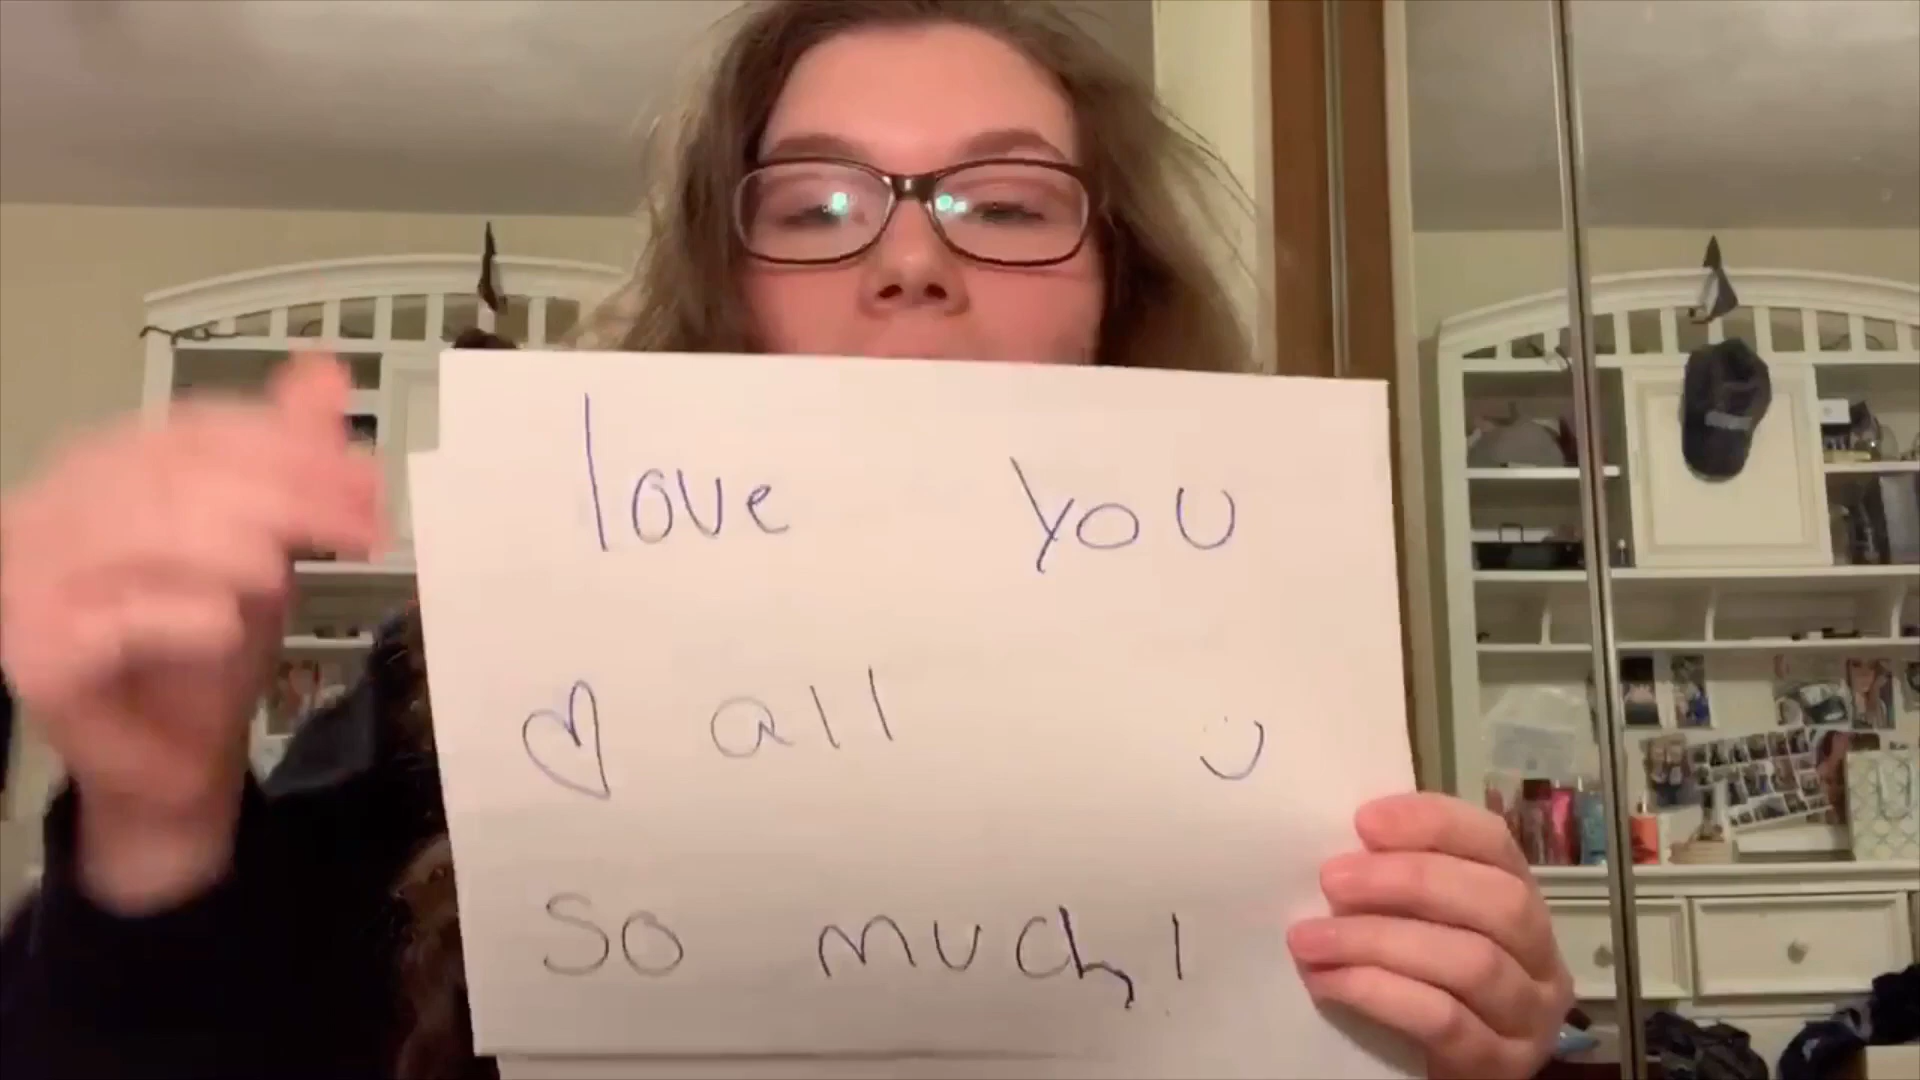 love you
♡ all :)
so much!